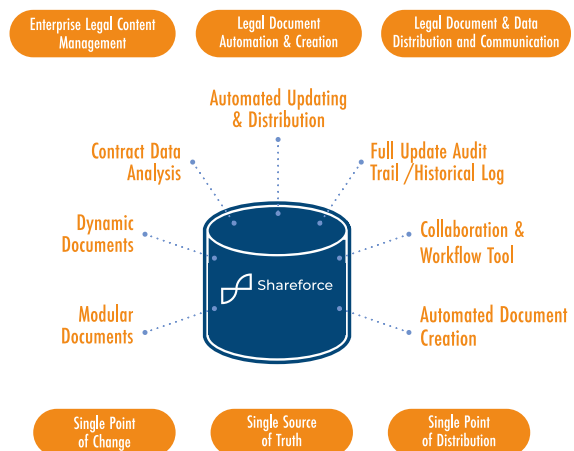 Enterprise Legal Content
Management
Legal Document
Automation & Creation
Legal Document & Data
Distribution and Communication
Automated Updating
& Distribution
Contract Data
Analysis
Full Update Audit
Trail /Historical Log
Dynamic
Documents
Collaboration &
Workflow Tool
Shareforce
Modular
Documents
Automated Document
Creation
Single Point
of Change
Single Source
of Truth
Single Point
of Distribution